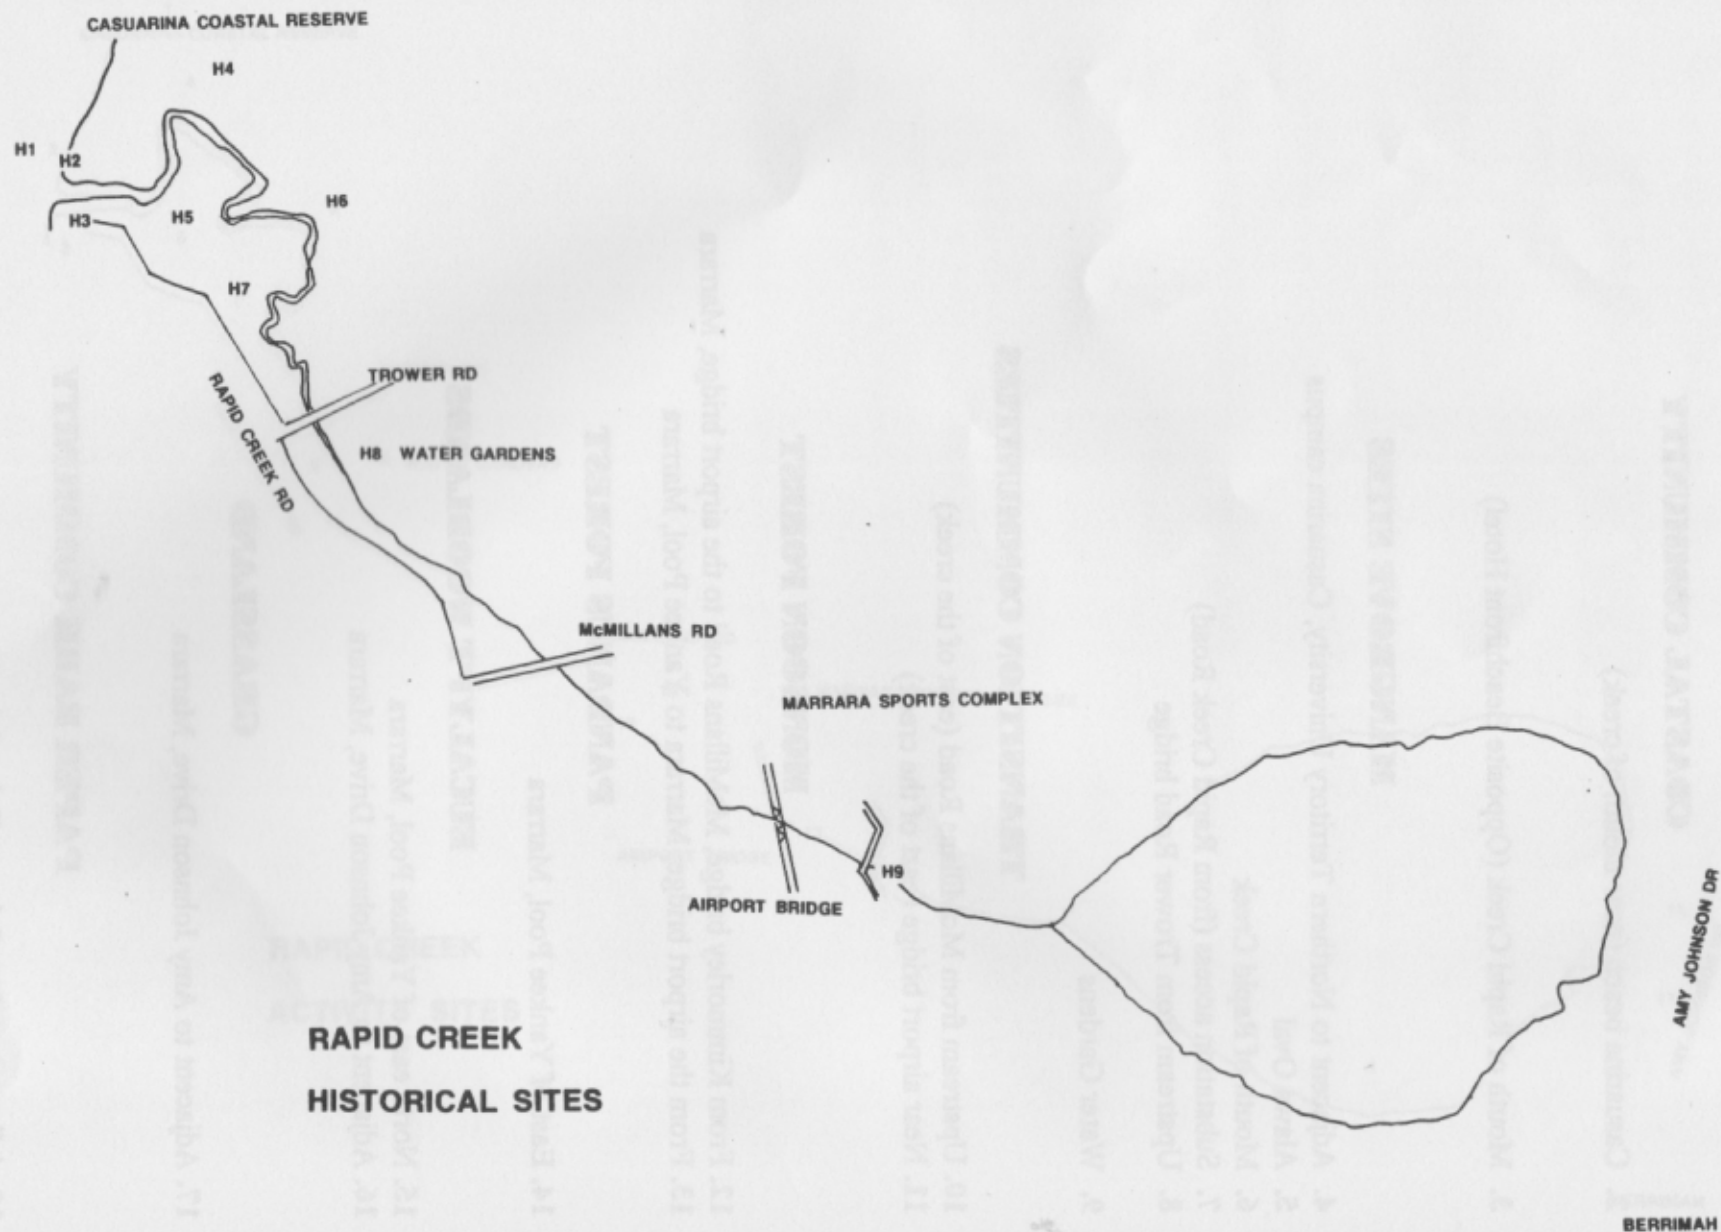 CASUARINA COASTAL RESERVE
H4
H1
H2
H6
H3
H5
H7
TROWER RD
RAPID CREEK RD
H8 WATER GARDENS
McMILLANS RD
MARRARA SPORTS COMPLEX
H9
AIRPORT BRIDGE
AMY JOHNSON DR
RAPID CREEK
HISTORICAL SITES
BERRIMAH